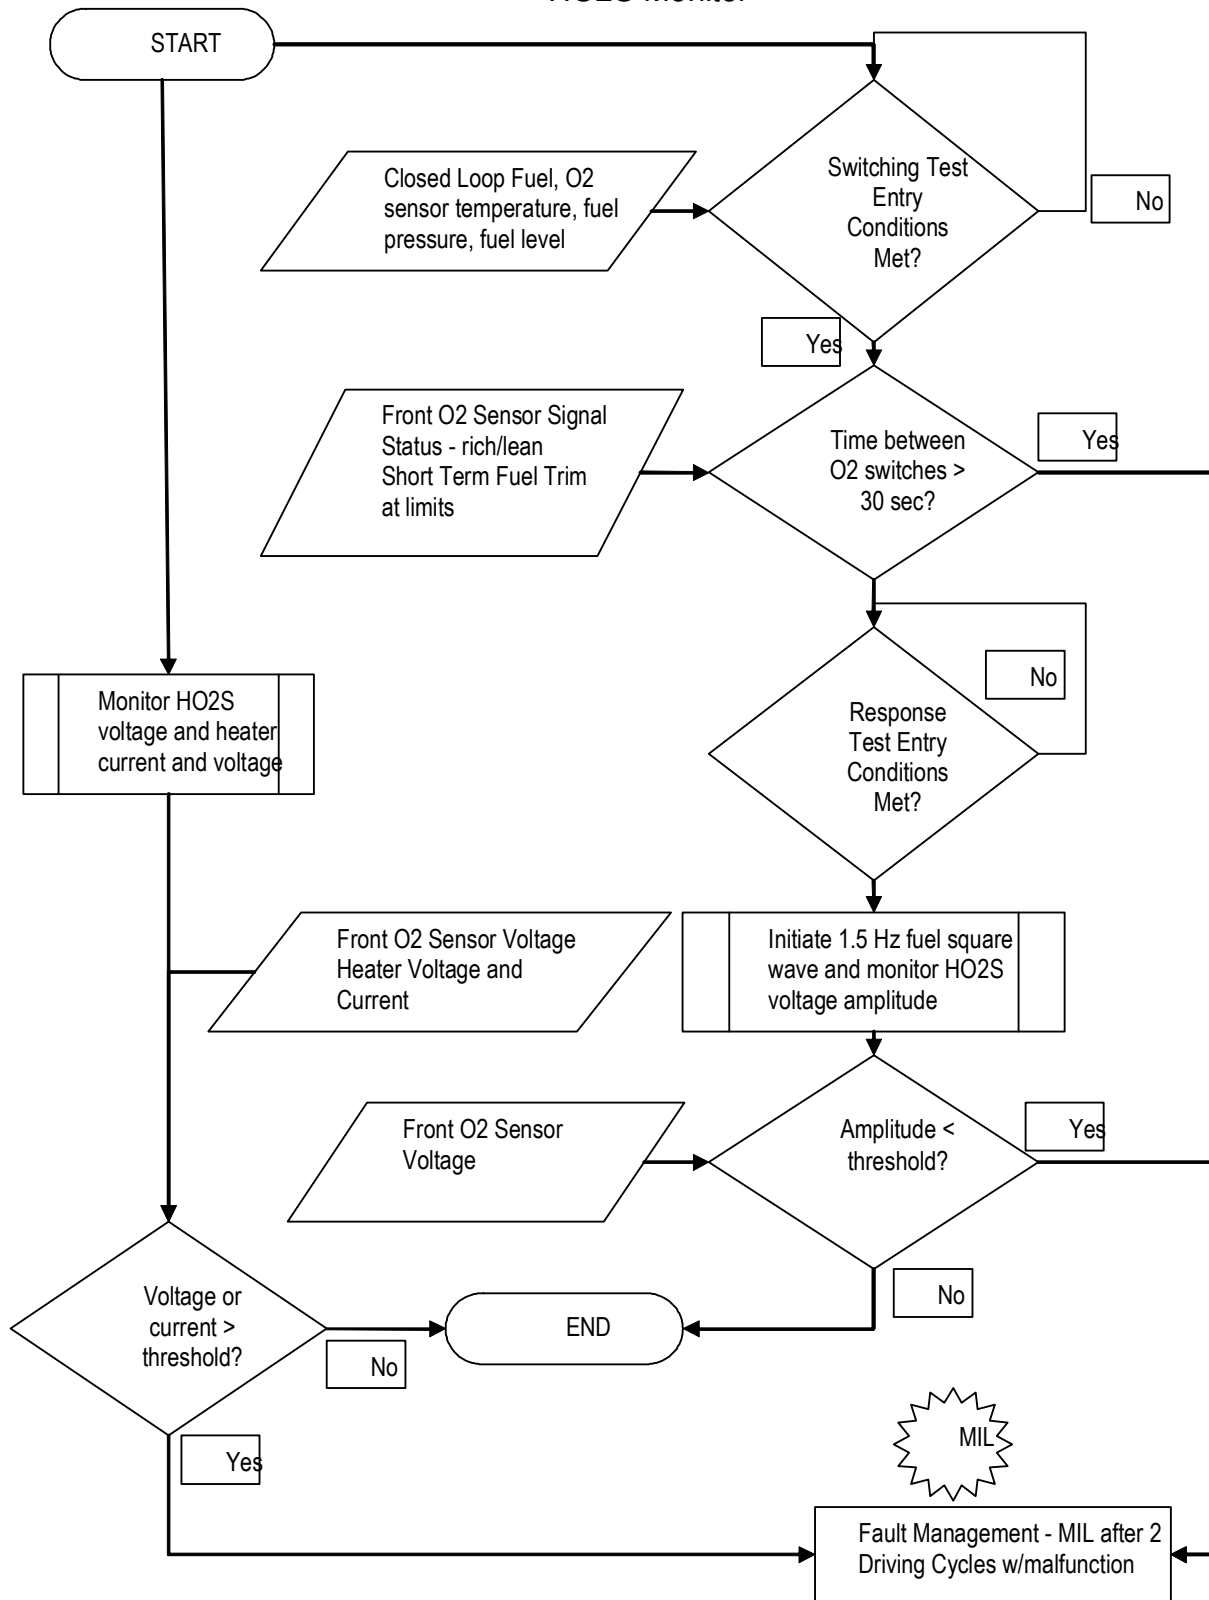 HO2S Monitor
START
Switching Test
Entry
Conditions
Met?
No
Closed Loop Fuel, O2
sensor temperature, fuel
pressure, fuel level
Yes
Front O2 Sensor Signal
Status - rich/lean
Short Term Fuel Trim
at limits
Time between
O2 switches >
30 sec?
Yes
No
Response
Test Entry
Conditions
Met?
Monitor HO2S
voltage and heater
current and voltage
Front O2 Sensor Voltage
Heater Voltage and
Current
Initiate 1.5 Hz fuel square
wave and monitor HO2S
voltage amplitude
Front O2 Sensor
Voltage
Amplitude <
threshold?
Yes
No
Voltage or
current >
threshold?
No
END
Yes
MIL
Fault Management - MIL after 2
Driving Cycles w/malfunction